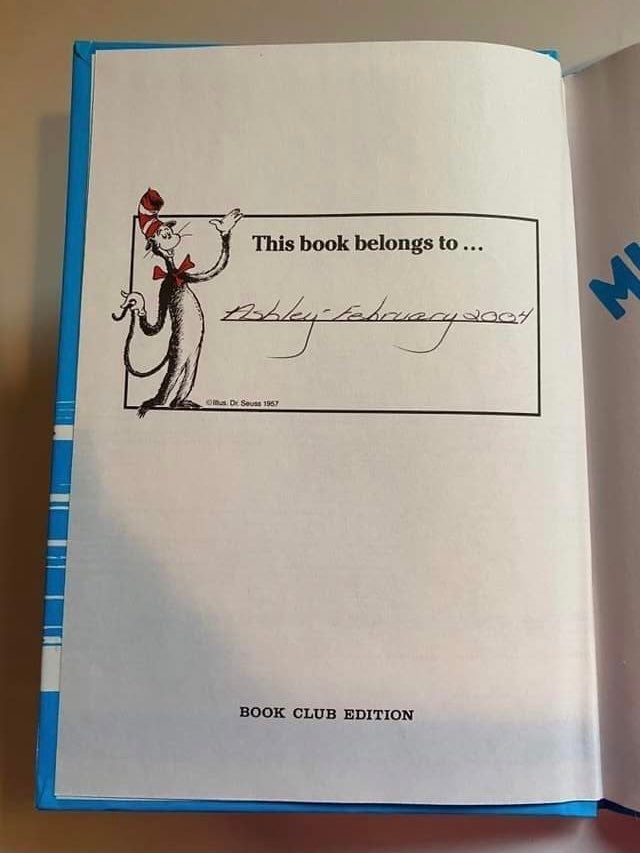 This book belongs to ...
Ashley - February 2004
©Illus. Dr. Seuss 1957
BOOK CLUB EDITION